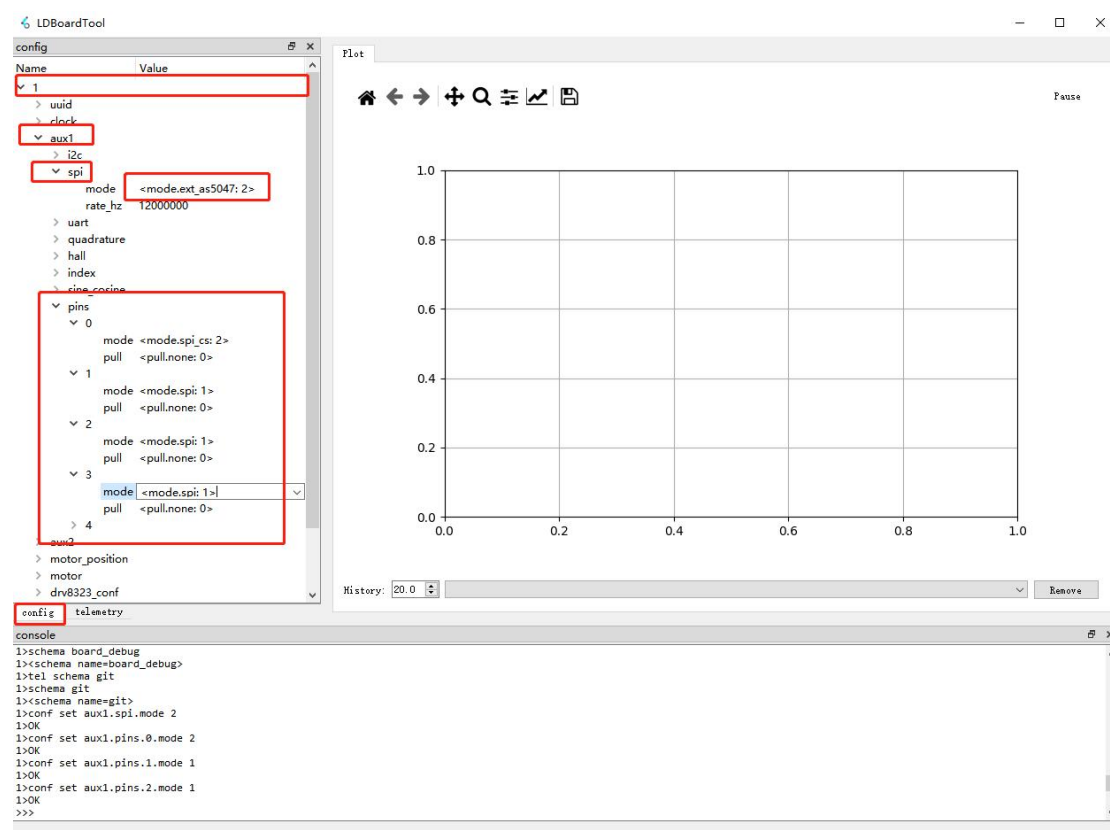 LDBoardTool
config
Name Value
1
uuid
clock
aux1
i2c
spi
mode <mode.ext_as5047: 2>
rate_hz 12000000
uart
quadrature
hall
index
sine_cosine
pins
0
mode <mode.spi_cs: 2>
pull <pull.none: 0>
1
mode <mode.spi: 1>
pull <pull.none: 0>
2
mode <mode.spi: 1>
pull <pull.none: 0>
3
mode <mode.spi: 1>
pull <pull.none: 0>
4
aux2
motor_position
motor
drv8323_conf
config telemetry
Plot
Pause
1.0
0.8
0.6
0.4
0.2
0.0
0.0 0.2 0.4 0.6 0.8 1.0
History: 20.0 Remove
console
1>schema board_debug
1><schema name=board_debug>
1>tel schema git
1>schema git
1><schema name=git>
1>conf set aux1.spi.mode 2
1>OK
1>conf set aux1.pins.0.mode 2
1>OK
1>conf set aux1.pins.1.mode 1
1>OK
1>conf set aux1.pins.2.mode 1
1>OK
>>>